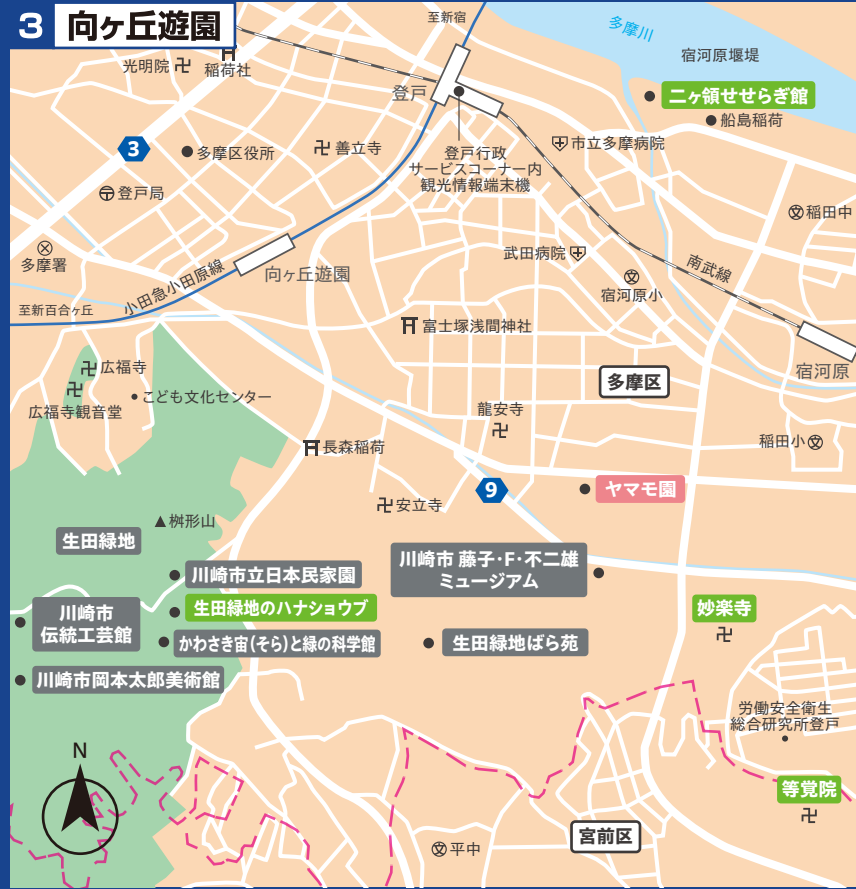 3 向ヶ丘遊園
至新宿
多摩川
宿河原堰堤
光明院
稲荷社
登戸
二ヶ領せせらぎ館
船島稲荷
3
多摩区役所
善立寺
登戸行政
サービスコーナー内
観光情報端末機
市立多摩病院
登戸局
稲田中
多摩署
武田病院
南武線
向ヶ丘遊園
小田急小田原線
宿河原小
至新百合ヶ丘
富士塚浅間神社
宿河原
広福寺
多摩区
広福寺観音堂
こども文化センター
龍安寺
長森稲荷
稲田小
9
ヤマモ園
安立寺
桝形山
生田緑地
川崎市 藤子・F・不二雄
ミュージアム
川崎市立日本民家園
川崎市
伝統工芸館
生田緑地のハナショウブ
妙楽寺
かわさき宙(そら)と緑の科学館
生田緑地ばら苑
川崎市岡本太郎美術館
労働安全衛生
総合研究所登戸
N
等覚院
宮前区
平中